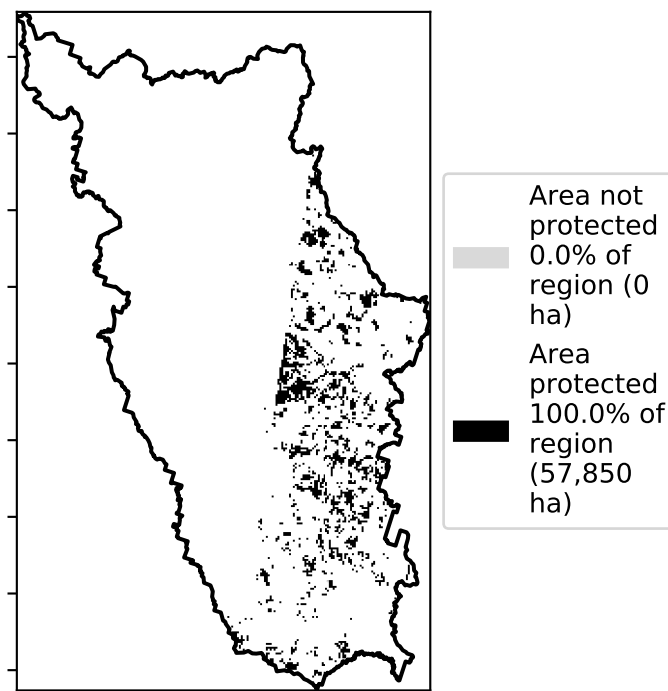 Area not
protected
0.0% of
region (0
ha)
Area
protected
100.0% of
region
(57,850
ha)